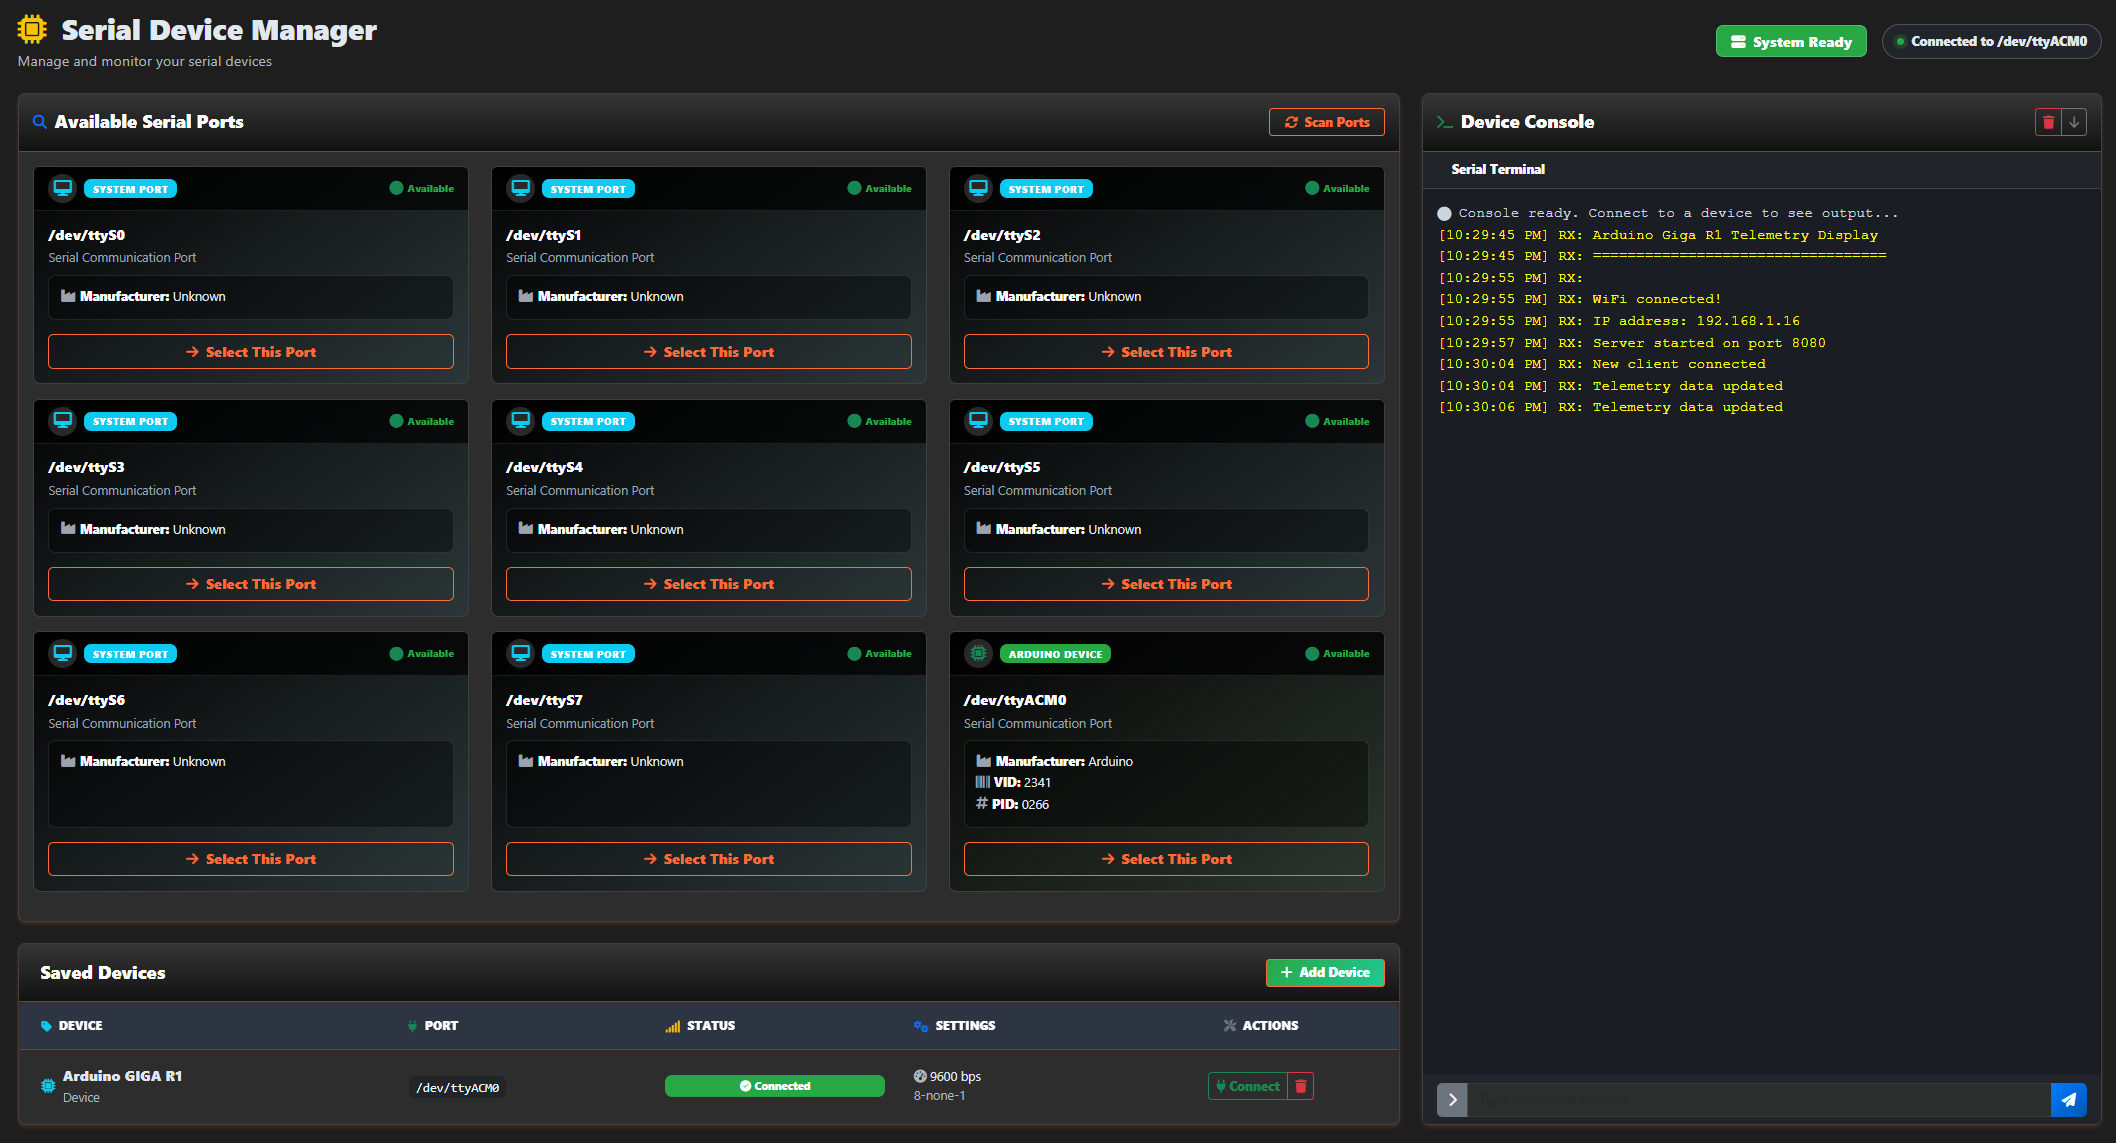 Serial Device Manager
Manage and monitor your serial devices
System Ready
Connected to /dev/ttyACM0
Available Serial Ports
Scan Ports
SYSTEM PORT
Available
/dev/ttyS0
Serial Communication Port
Manufacturer: Unknown
Select This Port
SYSTEM PORT
Available
/dev/ttyS1
Serial Communication Port
Manufacturer: Unknown
Select This Port
SYSTEM PORT
Available
/dev/ttyS2
Serial Communication Port
Manufacturer: Unknown
Select This Port
SYSTEM PORT
Available
/dev/ttyS3
Serial Communication Port
Manufacturer: Unknown
Select This Port
SYSTEM PORT
Available
/dev/ttyS4
Serial Communication Port
Manufacturer: Unknown
Select This Port
SYSTEM PORT
Available
/dev/ttyS5
Serial Communication Port
Manufacturer: Unknown
Select This Port
SYSTEM PORT
Available
/dev/ttyS6
Serial Communication Port
Manufacturer: Unknown
Select This Port
SYSTEM PORT
Available
/dev/ttyS7
Serial Communication Port
Manufacturer: Unknown
Select This Port
ARDUINO DEVICE
Available
/dev/ttyACM0
Serial Communication Port
Manufacturer: Arduino
VID: 2341
PID: 0266
Select This Port
Saved Devices
Add Device
DEVICE PORT STATUS SETTINGS ACTIONS
Arduino GIGA R1
Device
/dev/ttyACM0
Connected
9600 bps
8-none-1
Connect
Device Console
Serial Terminal
Console ready. Connect to a device to see output...
[10:29:45 PM] RX: Arduino Giga R1 Telemetry Display
[10:29:45 PM] RX: ==================================
[10:29:55 PM] RX:
[10:29:55 PM] RX: WiFi connected!
[10:29:55 PM] RX: IP address: 192.168.1.16
[10:29:57 PM] RX: Server started on port 8080
[10:30:04 PM] RX: New client connected
[10:30:04 PM] RX: Telemetry data updated
[10:30:06 PM] RX: Telemetry data updated